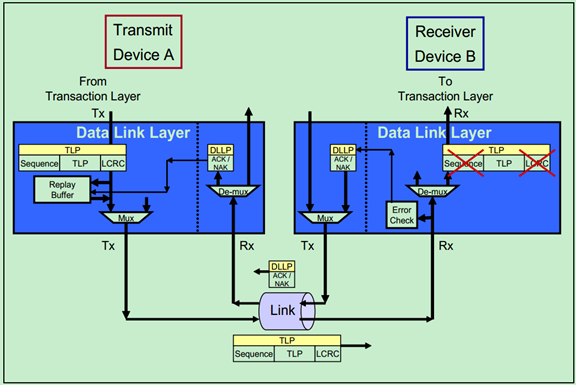 Transmit
Device A
Receiver
Device B
From
Transaction Layer
Tx
To
Transaction Layer
Rx
Data Link Layer
TLP
Sequence TLP LCRC
Replay
Buffer
Mux
DLLP
ACK /
NAK
De-mux
Data Link Layer
DLLP
ACK /
NAK
Mux
TLP
Sequence TLP LCRC
De-mux
Error
Check
Tx
Rx
Tx
Rx
DLLP
ACK /
NAK
Link
TLP
Sequence TLP LCRC